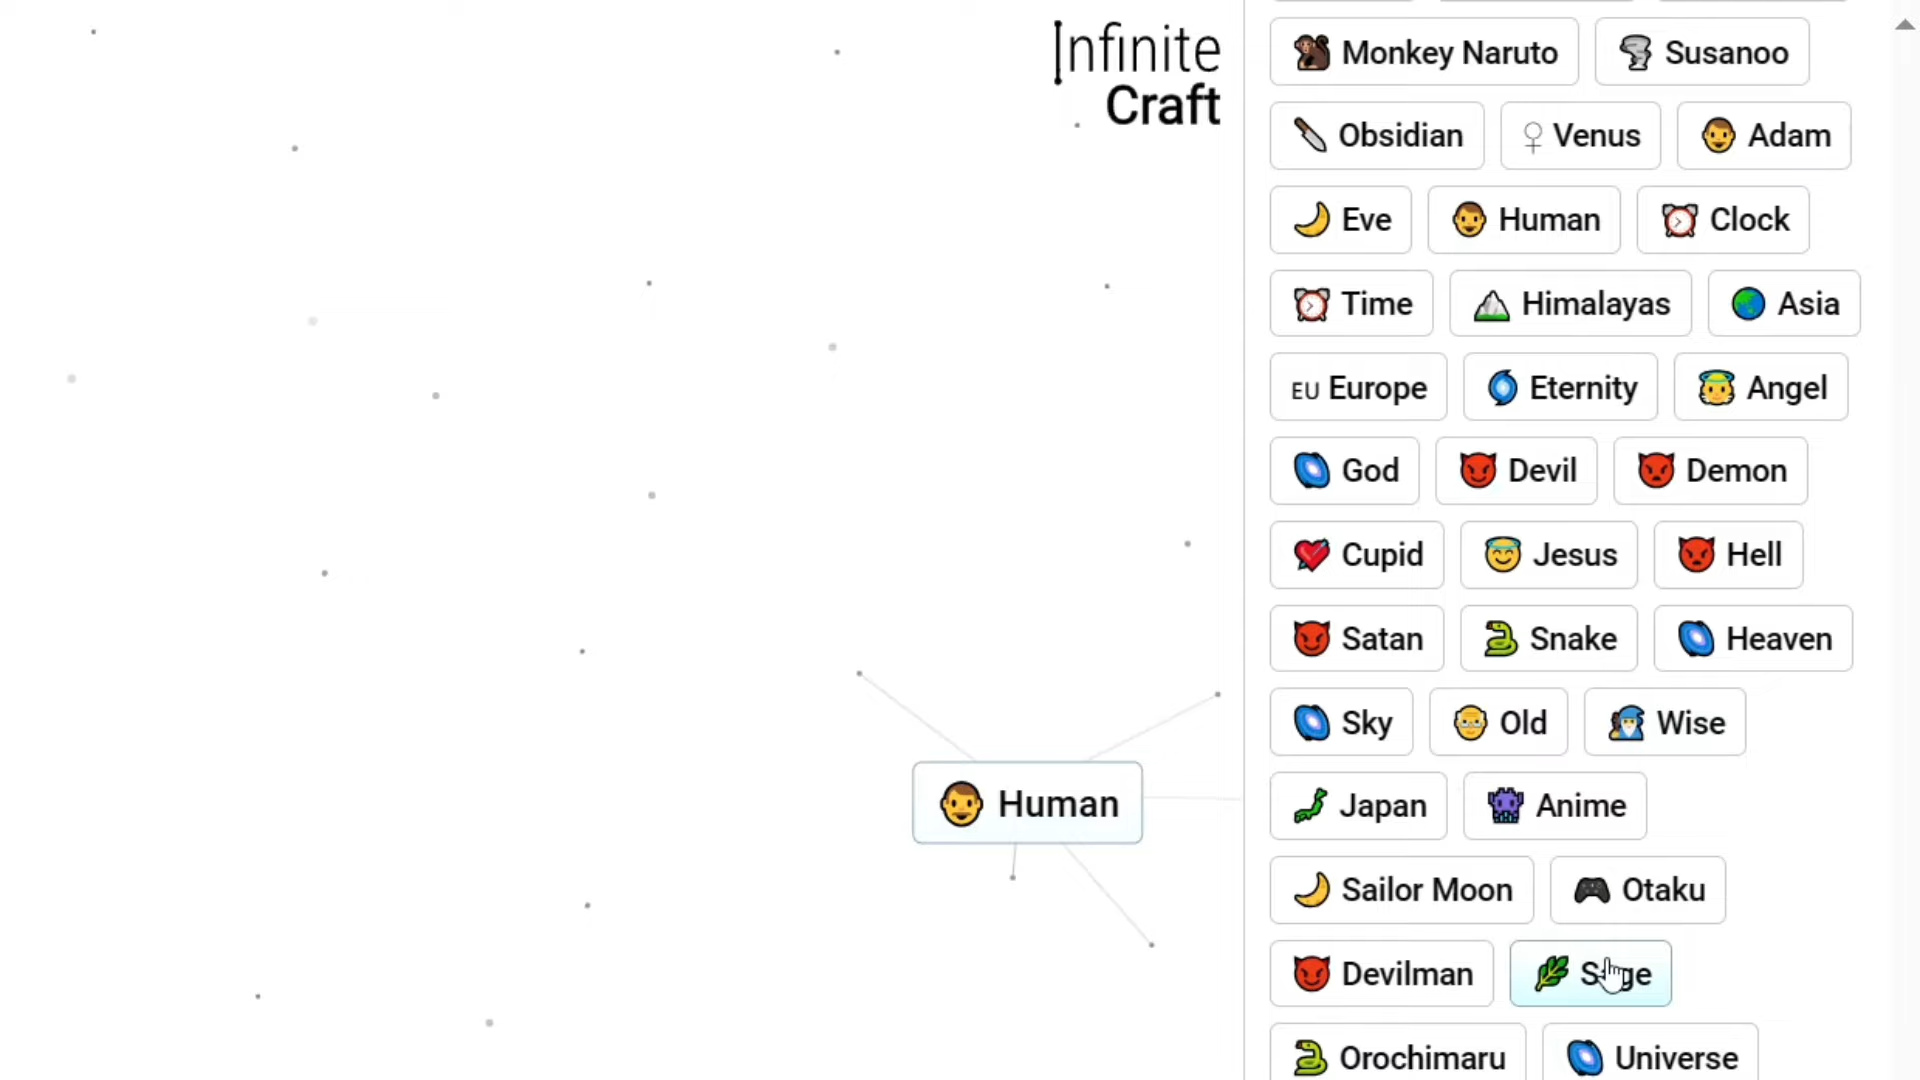 Infinite
Craft
Monkey Naruto Susanoo
Obsidian Venus Adam
Eve Human Clock
Time Himalayas Asia
EU Europe Eternity Angel
God Devil Demon
Cupid Jesus Hell
Satan Snake Heaven
Sky Old Wise
Human
Japan Anime
Sailor Moon Otaku
Devilman
Orochimaru Universe